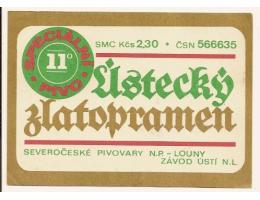 SPECIÁLNÍ
11°
PIVO
SMC Kčs 2,30 • ČSN 566635
Ústecký
zlatopramen
SEVEROČESKÉ PIVOVARY N.P. – LOUNY
ZÁVOD ÚSTÍ N.L